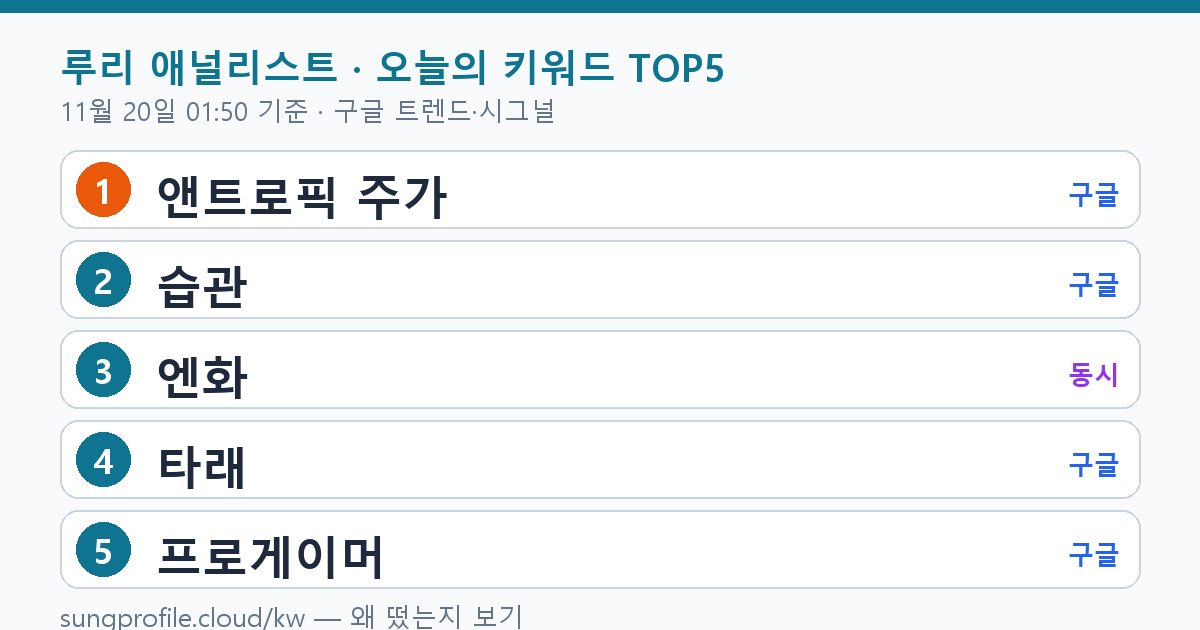 루리 애널리스트 · 오늘의 키워드 TOP5
11월 20일 01:50 기준 · 구글 트렌드·시그널
1 앤트로픽 주가 구글
2 습관 구글
3 엔화 동시
4 타래 구글
5 프로게이머 구글
sungprofile.cloud/kw — 왜 떴는지 보기